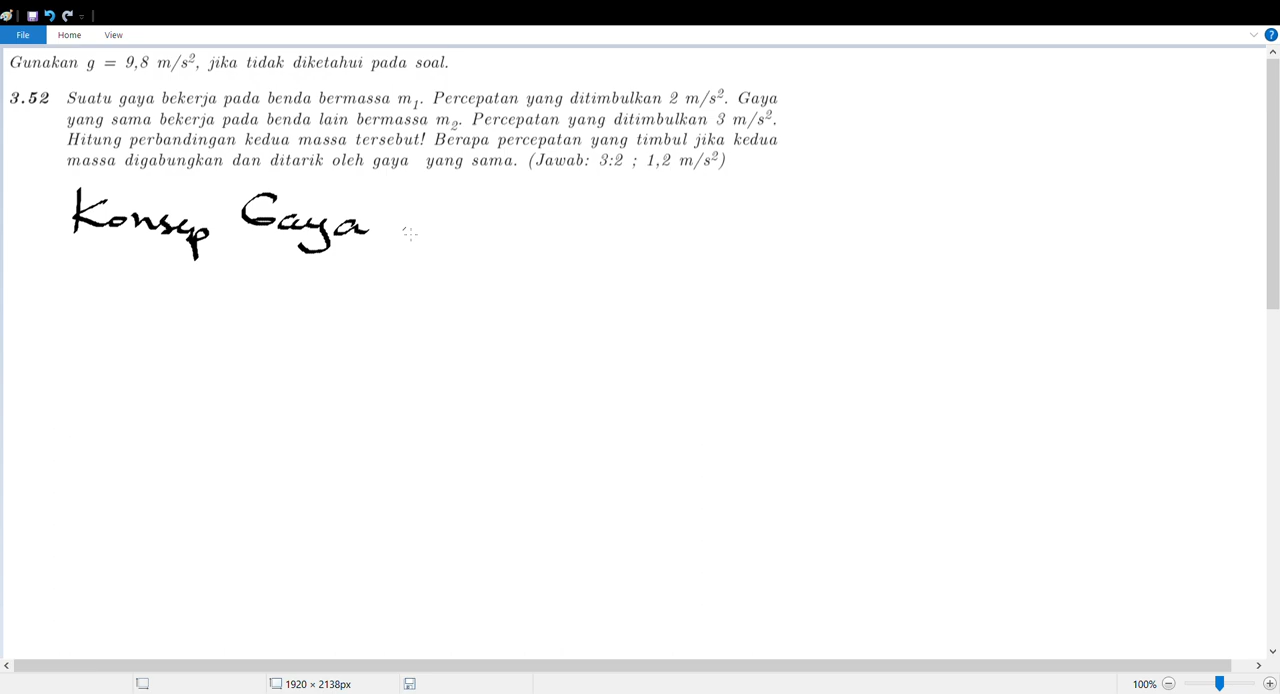 File Home View
Gunakan g = 9,8 m/s², jika tidak diketahui pada soal.
3.52 Suatu gaya bekerja pada benda bermassa m₁. Percepatan yang ditimbulkan 2 m/s². Gaya
yang sama bekerja pada benda lain bermassa m₂. Percepatan yang ditimbulkan 3 m/s².
Hitung perbandingan kedua massa tersebut! Berapa percepatan yang timbul jika kedua
massa digabungkan dan ditarik oleh gaya yang sama. (Jawab: 3:2 ; 1,2 m/s²)
Konsep Gaya
1920 × 2138px 100%